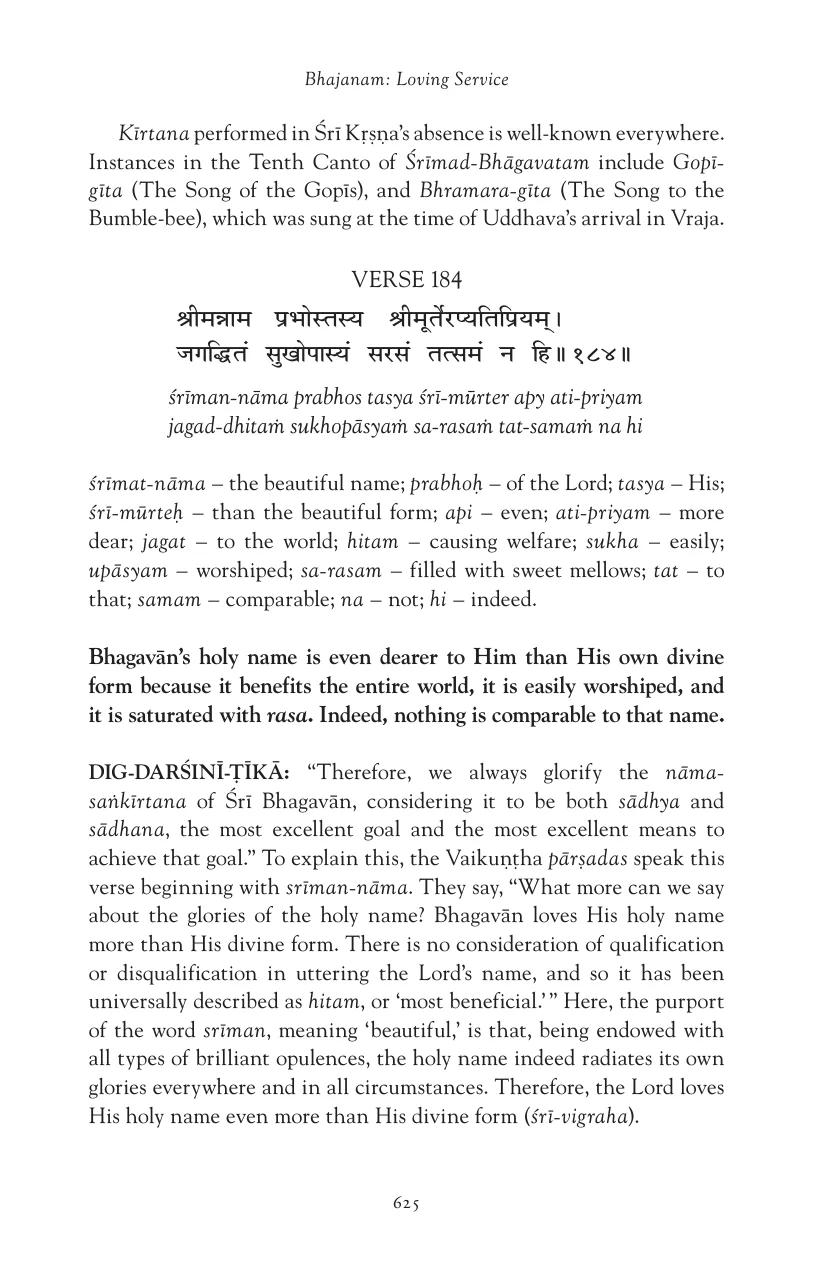 Bhajanam: Loving Service
Kīrtana performed in Śrī Kṛṣṇa’s absence is well-known everywhere.
Instances in the Tenth Canto of Śrīmad-Bhāgavatam include Gopī-
gīta (The Song of the Gopīs), and Bhramara-gīta (The Song to the
Bumble-bee), which was sung at the time of Uddhava’s arrival in Vraja.
VERSE 184
श्रीमन्नाम प्रभोस्तस्य श्रीमूर्तेरप्यतिप्रियम् ।
जगद्धितं सुखोपास्यं सरसं तत्समं न हि ॥ १८४ ॥
śrīman-nāma prabhos tasya śrī-mūrter apy ati-priyam
jagad-dhitaṁ sukhopāsyaṁ sa-rasaṁ tat-samaṁ na hi
śrīmat-nāma – the beautiful name; prabhoḥ – of the Lord; tasya – His;
śrī-mūrteḥ – than the beautiful form; api – even; ati-priyam – more
dear; jagat – to the world; hitam – causing welfare; sukha – easily;
upāsyam – worshiped; sa-rasam – filled with sweet mellows; tat – to
that; samam – comparable; na – not; hi – indeed.
Bhagavān’s holy name is even dearer to Him than His own divine
form because it benefits the entire world, it is easily worshiped, and
it is saturated with rasa. Indeed, nothing is comparable to that name.
DIG-DARŚINĪ-ṬĪKĀ: “Therefore, we always glorify the nāma-
saṅkīrtana of Śrī Bhagavān, considering it to be both sādhya and
sādhana, the most excellent goal and the most excellent means to
achieve that goal.” To explain this, the Vaikuṇṭha pārṣadas speak this
verse beginning with srīman-nāma. They say, “What more can we say
about the glories of the holy name? Bhagavān loves His holy name
more than His divine form. There is no consideration of qualification
or disqualification in uttering the Lord’s name, and so it has been
universally described as hitam, or ‘most beneficial.’ ” Here, the purport
of the word srīman, meaning ‘beautiful,’ is that, being endowed with
all types of brilliant opulences, the holy name indeed radiates its own
glories everywhere and in all circumstances. Therefore, the Lord loves
His holy name even more than His divine form (śrī-vigraha).
625